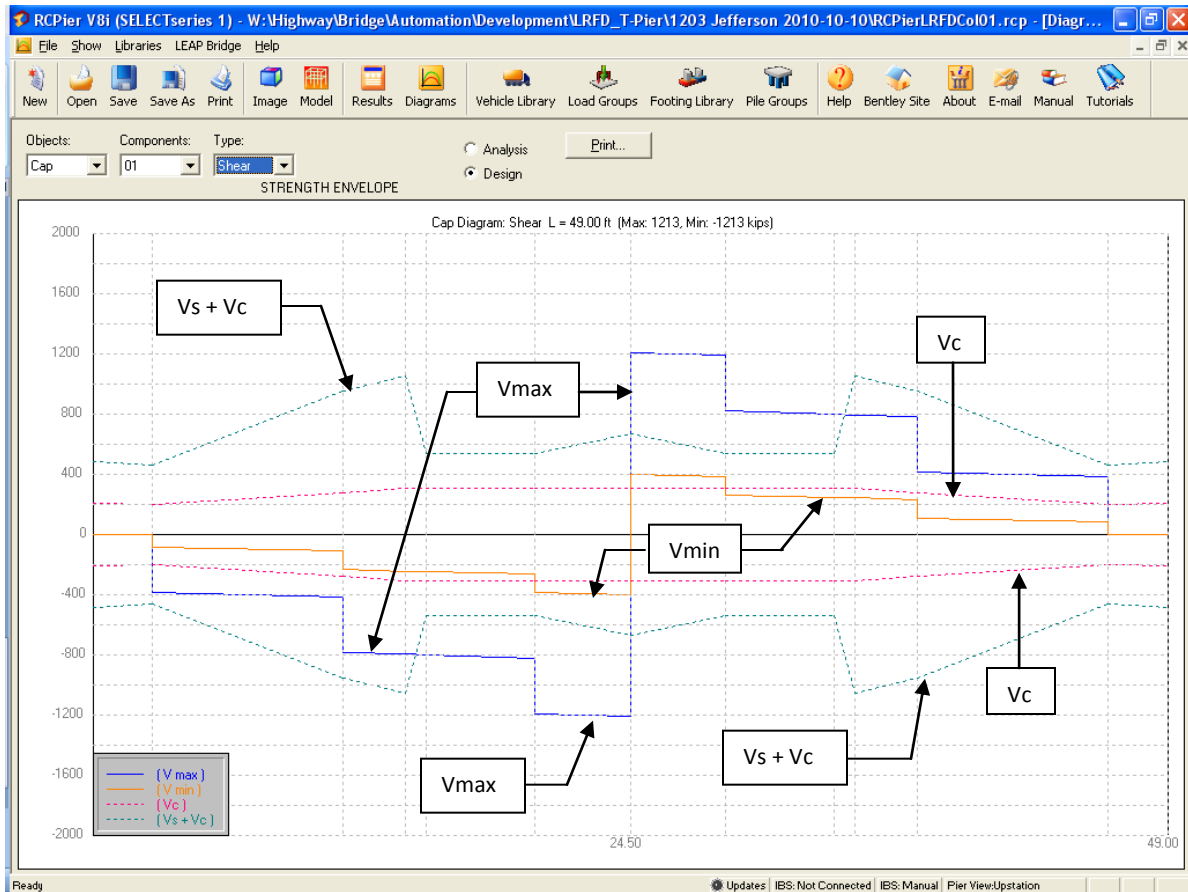 RCPier V8i (SELECTseries 1) - W:\Highway\Bridge\Automation\Development\LRFD_T-Pier\1203 Jefferson 2010-10-10\RCPierLRFDCol01.rcp - [Diagr...
File Show Libraries LEAP Bridge Help
New Open Save Save As Print Image Model Results Diagrams Vehicle Library Load Groups Footing Library Pile Groups Help Bentley Site About E-mail Manual Tutorials
Objects: Components: Type:
Cap 01 Shear
Analysis
Design
Print...
STRENGTH ENVELOPE
Cap Diagram: Shear L = 49.00 ft (Max: 1213, Min: -1213 kips)
2000
1600
1200
800
400
0
-400
-800
-1200
-1600
-2000
Vs + Vc
Vc
Vmax
Vmin
Vc
Vs + Vc
Vmax
( V max )
( V min )
( Vc )
( Vs + Vc )
24.50
49.00
Ready
Updates IBS: Not Connected IBS: Manual Pier View:Upstation